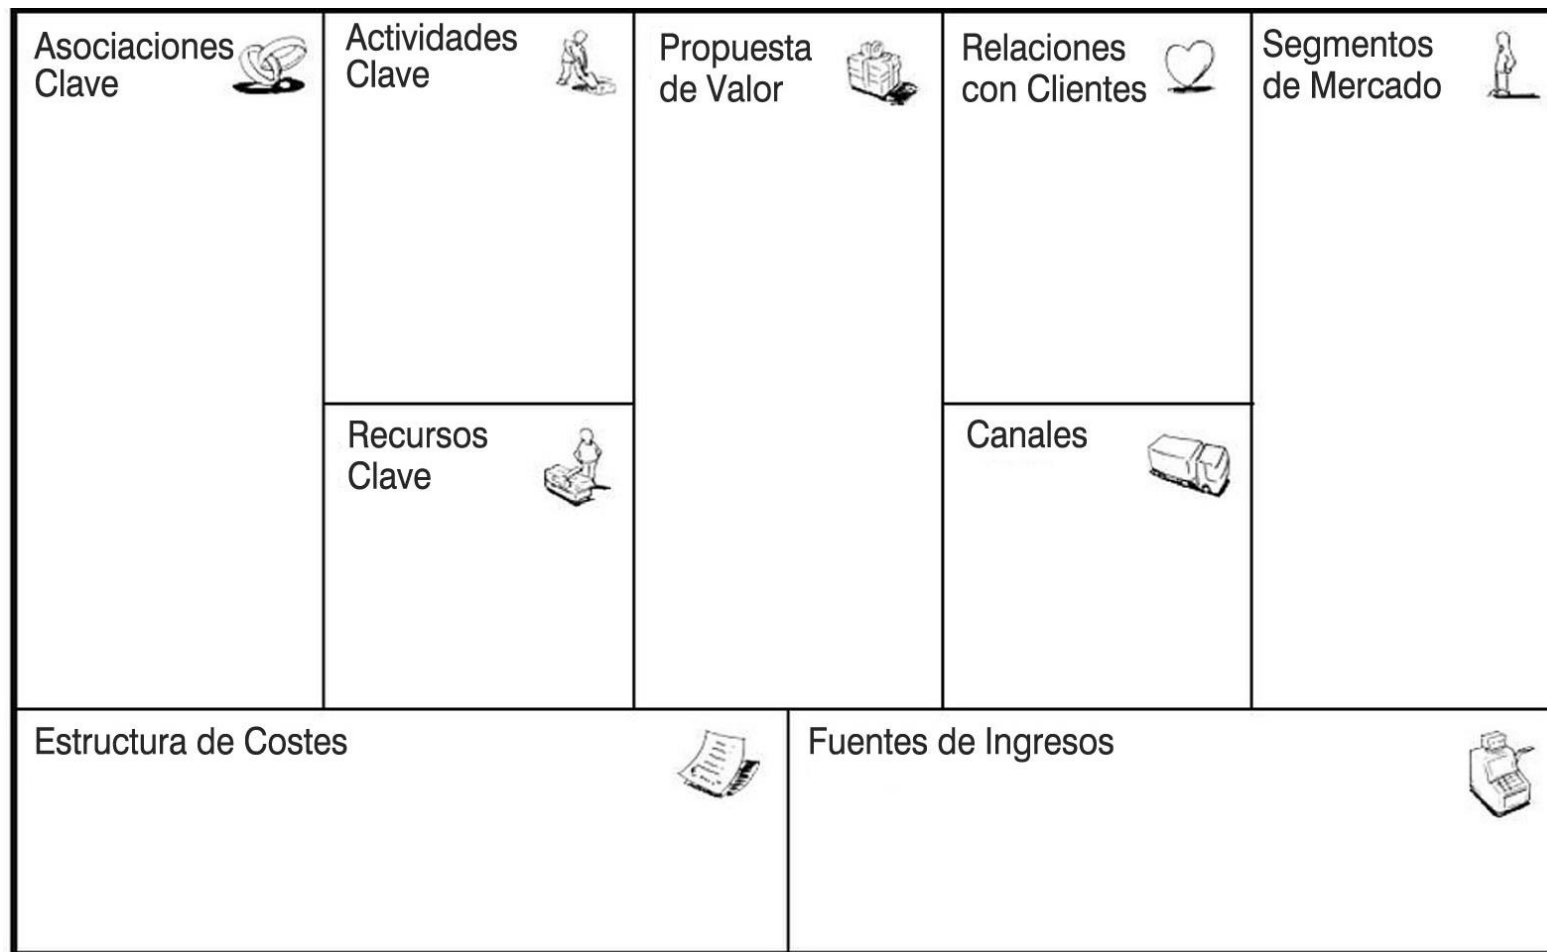 Asociaciones
Clave
Actividades
Clave
Propuesta
de Valor
Relaciones
con Clientes
Segmentos
de Mercado
Recursos
Clave
Canales
Estructura de Costes
Fuentes de Ingresos